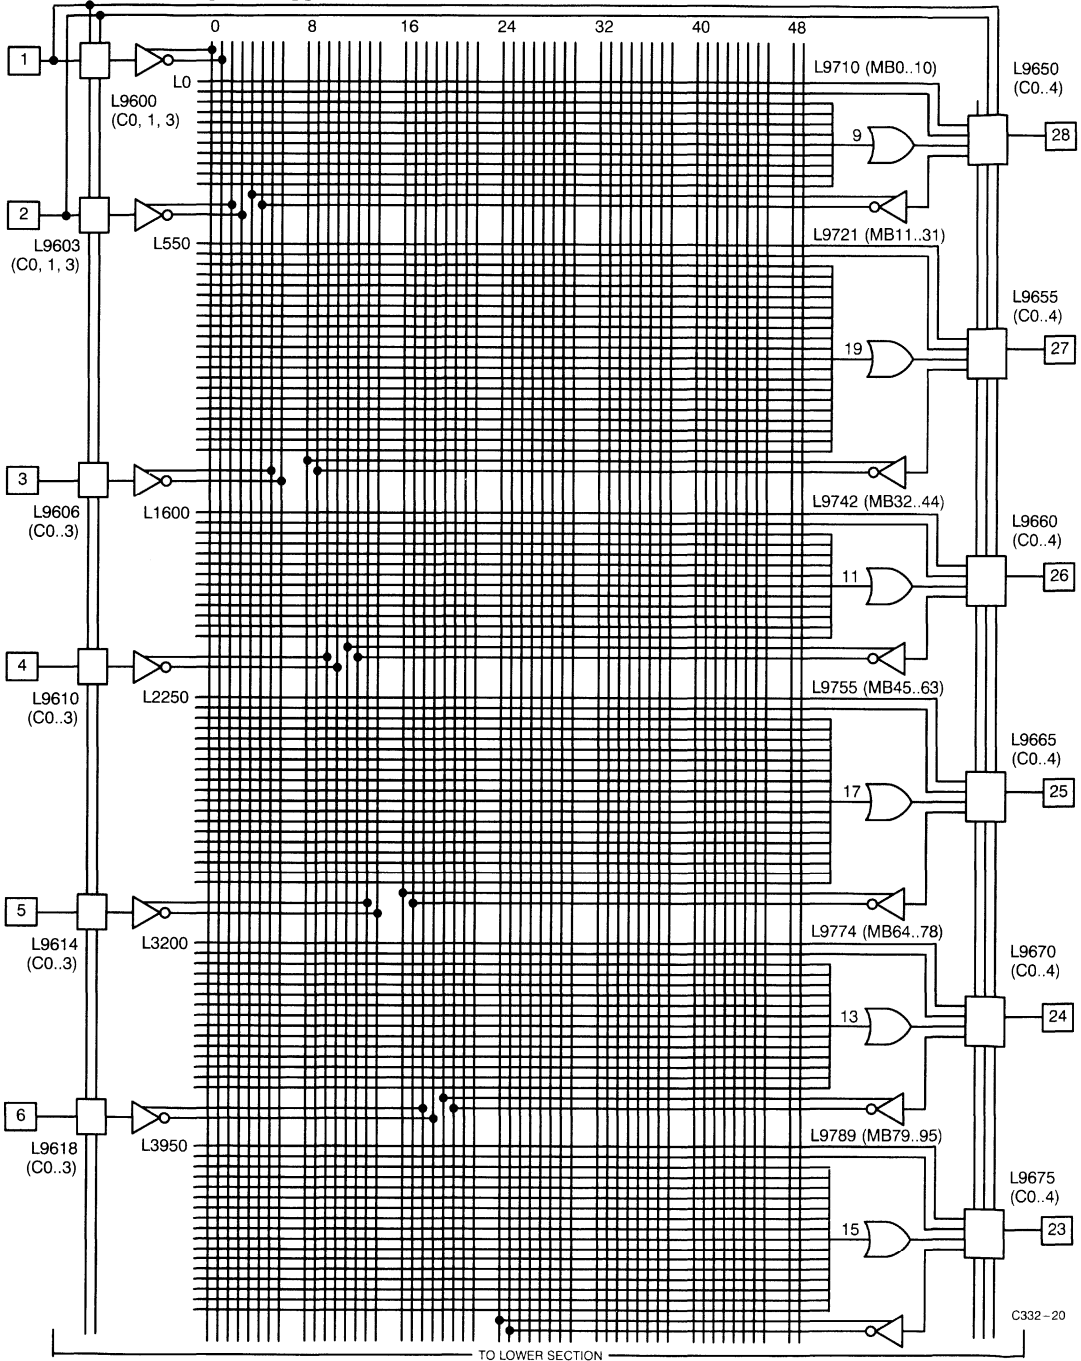 0 8 16 24 32 40 48
1
L0
L9710 (MB0..10)
L9650
(C0..4)
L9600
(C0, 1, 3)
9
28
2
L9603
(C0, 1, 3)
L550
L9721 (MB11..31)
L9655
(C0..4)
19
27
3
L9606
(C0..3)
L1600
L9742 (MB32..44)
L9660
(C0..4)
11
26
4
L9610
(C0..3)
L2250
L9755 (MB45..63)
L9665
(C0..4)
17
25
5
L9614
(C0..3)
L3200
L9774 (MB64..78)
L9670
(C0..4)
13
24
6
L9618
(C0..3)
L3950
L9789 (MB79..95)
L9675
(C0..4)
15
23
C332–20
TO LOWER SECTION